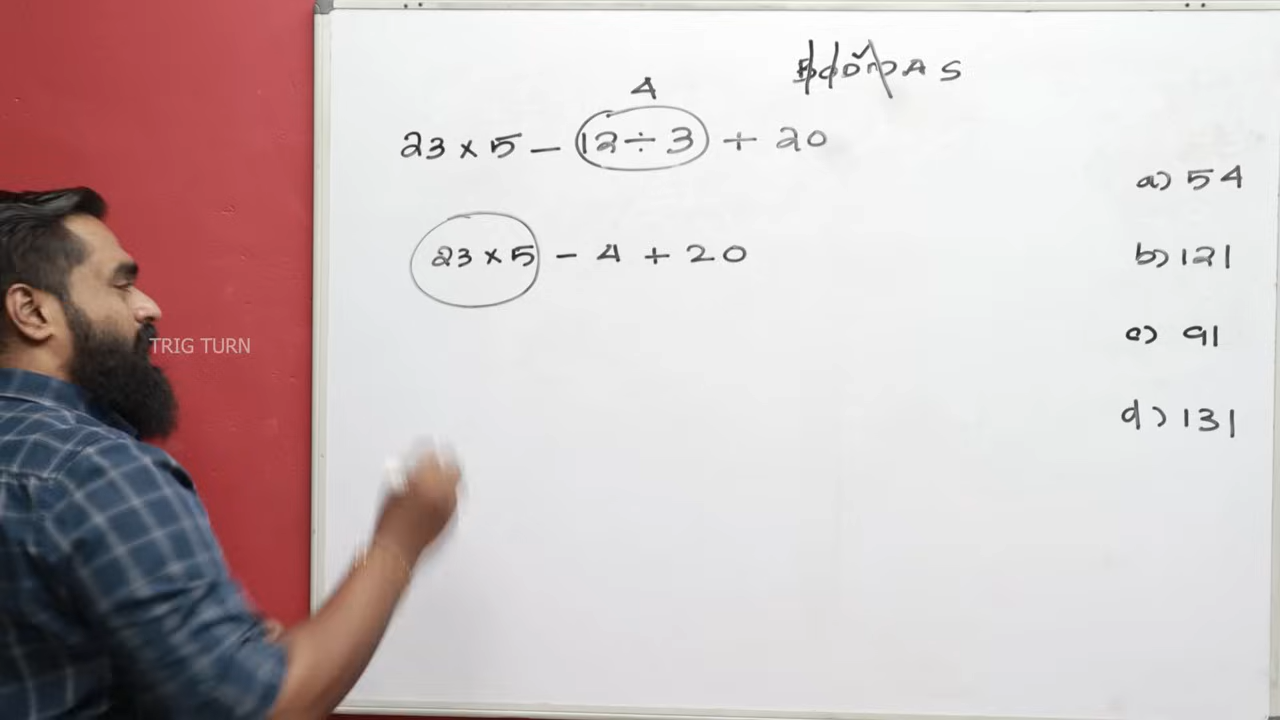 BODMAS
4
23 × 5 – 12 ÷ 3 + 20
a) 54
23 × 5 – 4 + 20
b) 121
TRIG TURN
c) 91
d) 131